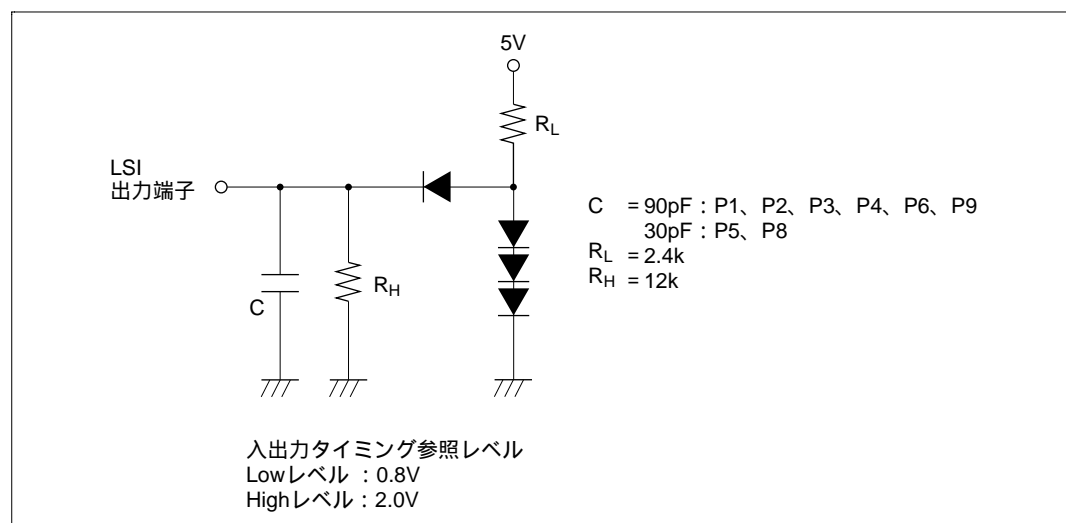 5V
RL
LSI
出力端子
C = 90pF : P1、P2、P3、P4、P6、P9
30pF : P5、P8
RL = 2.4k
RH = 12k
RH
C
入出力タイミング参照レベル
Lowレベル : 0.8V
Highレベル : 2.0V